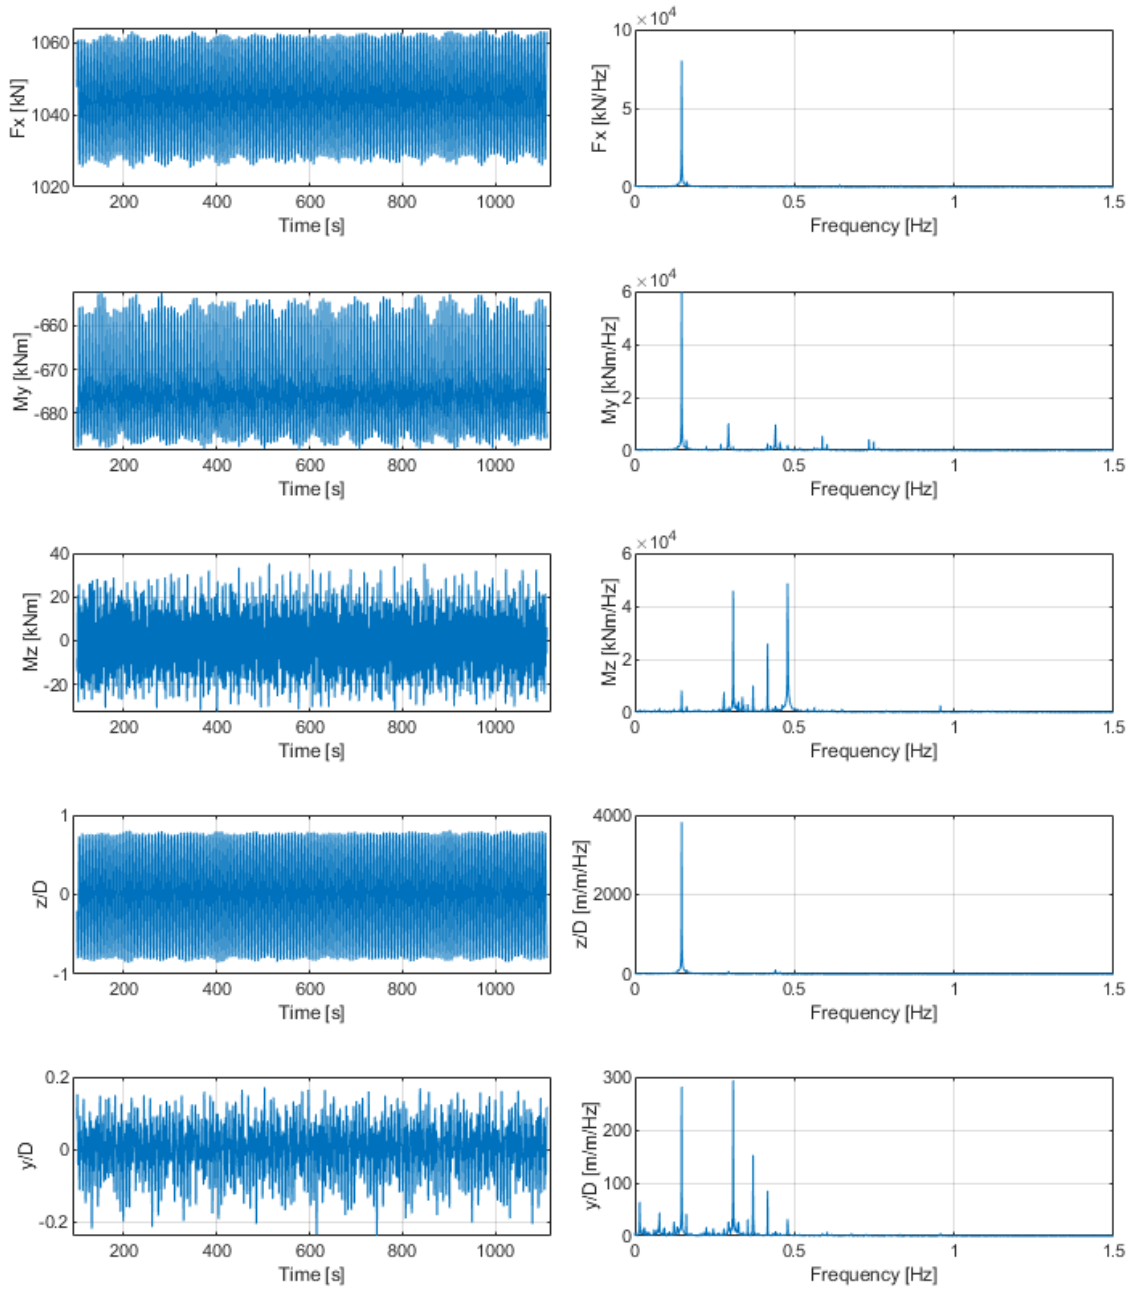 1060
1040
1020
Fx [kN]
200 400 600 800 1000
Time [s]
×10⁴
10
5
0
Fx [kN/Hz]
0 0.5 1 1.5
Frequency [Hz]
-660
-670
-680
My [kNm]
200 400 600 800 1000
Time [s]
×10⁴
6
4
2
0
My [kNm/Hz]
0 0.5 1 1.5
Frequency [Hz]
40
20
0
-20
Mz [kNm]
200 400 600 800 1000
Time [s]
×10⁴
6
4
2
0
Mz [kNm/Hz]
0 0.5 1 1.5
Frequency [Hz]
1
0
-1
z/D
200 400 600 800 1000
Time [s]
4000
2000
0
z/D [m/m/Hz]
0 0.5 1 1.5
Frequency [Hz]
0.2
0
-0.2
y/D
200 400 600 800 1000
Time [s]
300
200
100
0
y/D [m/m/Hz]
0 0.5 1 1.5
Frequency [Hz]